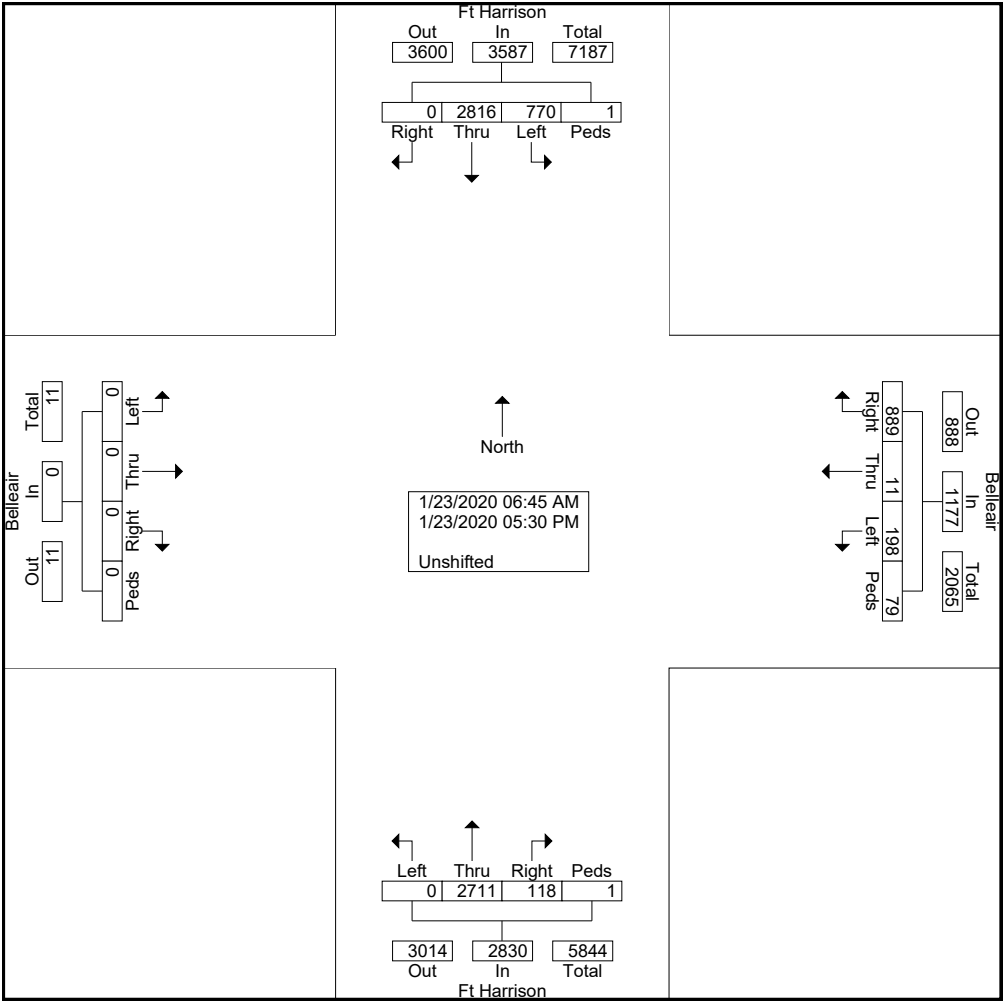 Ft Harrison
Out In Total
3600 3587 7187
0 2816 770 1
Right Thru Left Peds
Belleair
Total In Out
11 0 11
0 0 0 0
Left Thru Right Peds
North
1/23/2020 06:45 AM
1/23/2020 05:30 PM
Unshifted
Right Thru Left Peds
889 11 198 79
Out In Total
888 1177 2065
Belleair
Left Thru Right Peds
0 2711 118 1
3014 2830 5844
Out In Total
Ft Harrison